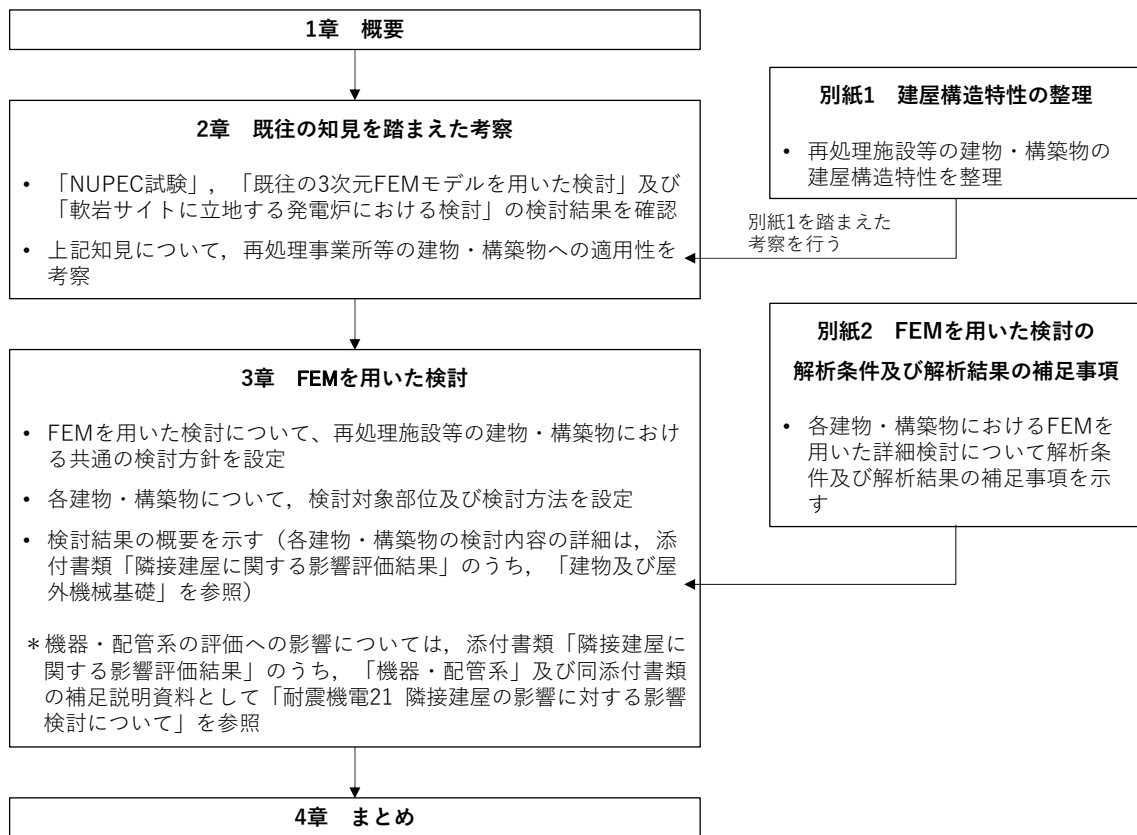 1章　概要
2章　既往の知見を踏まえた考察
• 「NUPEC試験」，「既往の3次元FEMモデルを用いた検討」及び
「軟岩サイトに立地する発電炉における検討」の検討結果を確認
• 上記知見について，再処理事業所等の建物・構築物への適用性を
考察
別紙1　建屋構造特性の整理
• 再処理施設等の建物・構築物の
建屋構造特性を整理
別紙1を踏まえた
考察を行う
3章　FEMを用いた検討
• FEMを用いた検討について、再処理施設等の建物・構築物におけ
る共通の検討方針を設定
• 各建物・構築物について，検討対象部位及び検討方法を設定
• 検討結果の概要を示す（各建物・構築物の検討内容の詳細は，添
付書類「隣接建屋に関する影響評価結果」のうち，「建物及び屋
外機械基礎」を参照）
＊機器・配管系の評価への影響については，添付書類「隣接建屋に
関する影響評価結果」のうち，「機器・配管系」及び同添付書類
の補足説明資料として「耐震機電21 隣接建屋の影響に対する影響
検討について」を参照
別紙2　FEMを用いた検討の
解析条件及び解析結果の補足事項
• 各建物・構築物におけるFEMを
用いた詳細検討について解析条
件及び解析結果の補足事項を示
す
4章　まとめ